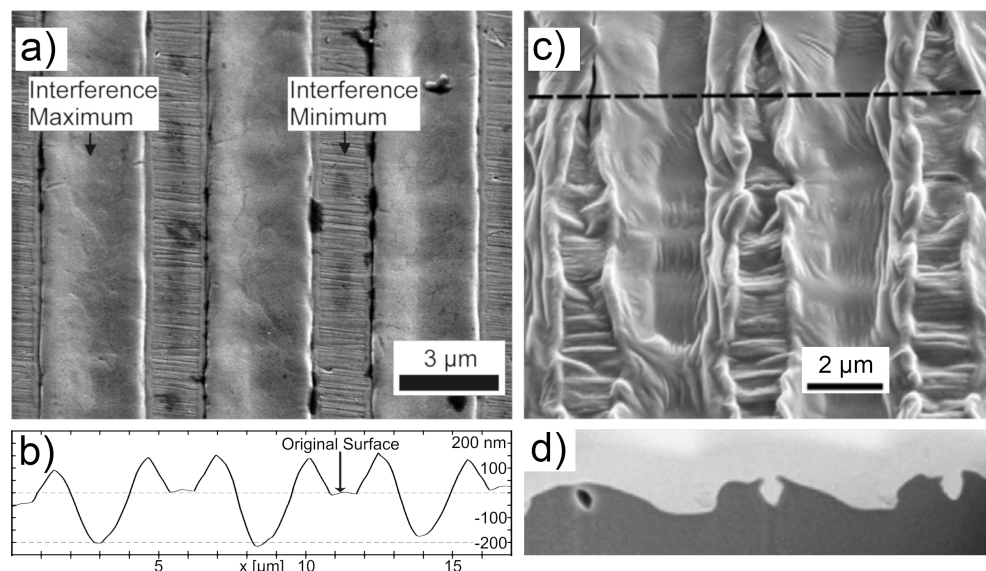 a)
Interference
Maximum
Interference
Minimum
3 µm
c)
2 µm
b)
Original Surface
200 nm
100
-100
-200
5
x [µm]
10
15
d)